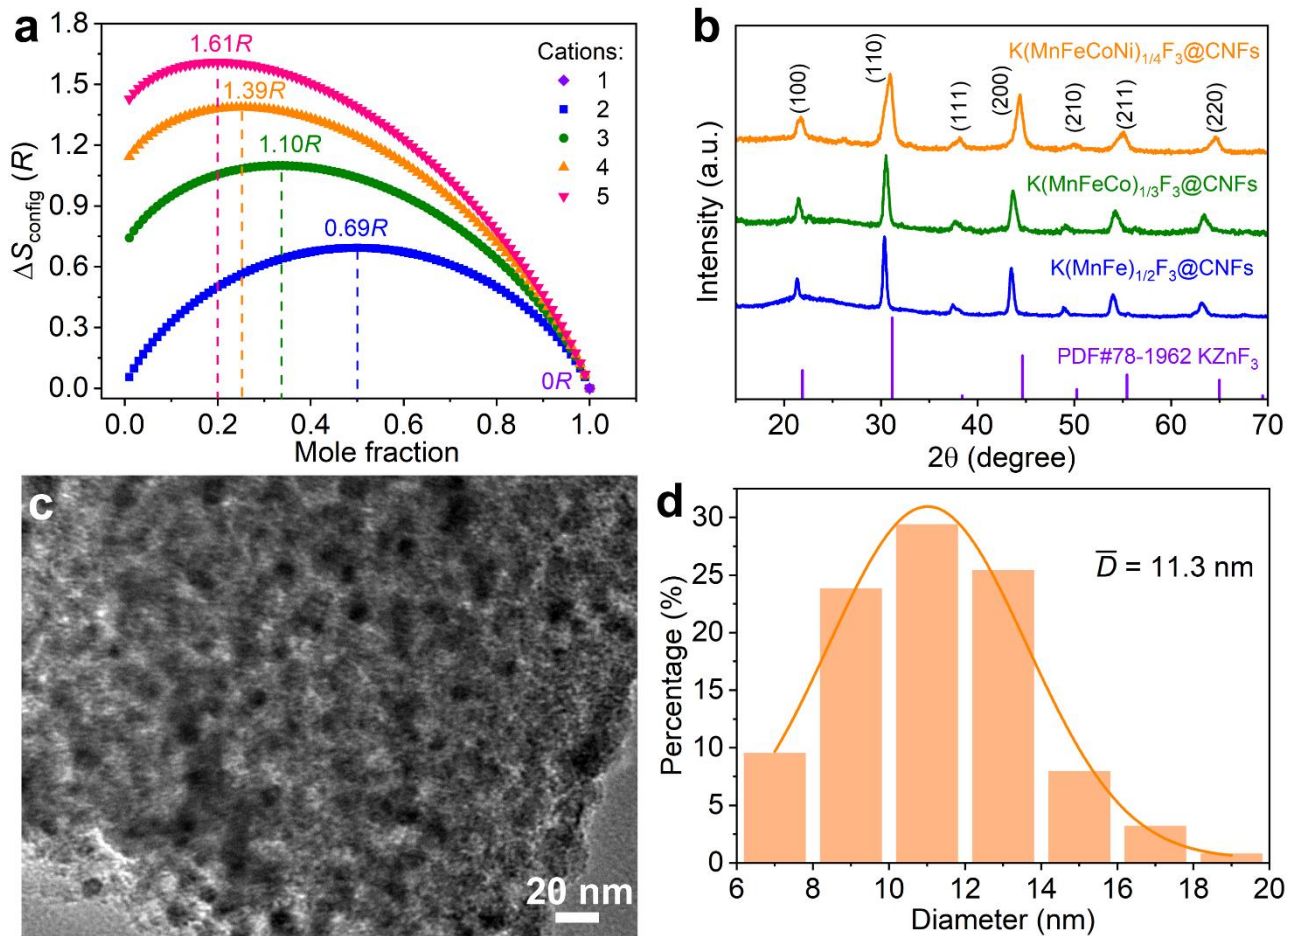 a
1.8
1.5
1.2
0.9
0.6
0.3
0.0
ΔS_config (R)
1.61R
1.39R
1.10R
0.69R
0R
Cations:
1
2
3
4
5
0.0 0.2 0.4 0.6 0.8 1.0
Mole fraction
b
Intensity (a.u.)
K(MnFeCoNi)₁/₄F₃@CNFs
(100) (110) (111) (200) (210) (211) (220)
K(MnFeCo)₁/₃F₃@CNFs
K(MnFe)₁/₂F₃@CNFs
PDF#78-1962 KZnF₃
20 30 40 50 60 70
2θ (degree)
c
20 nm
d
30
25
20
15
10
5
0
Percentage (%)
D̅ = 11.3 nm
6 8 10 12 14 16 18 20
Diameter (nm)